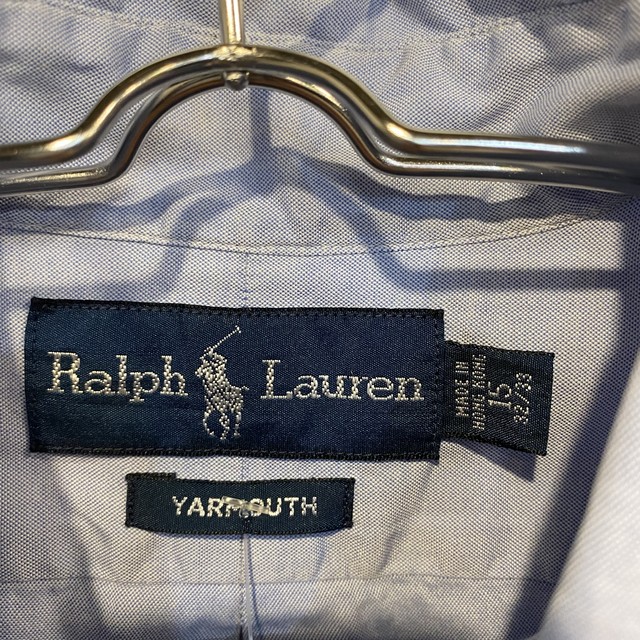 Ralph Lauren
MADE IN
HONG KONG
15
32/33
YARMOUTH